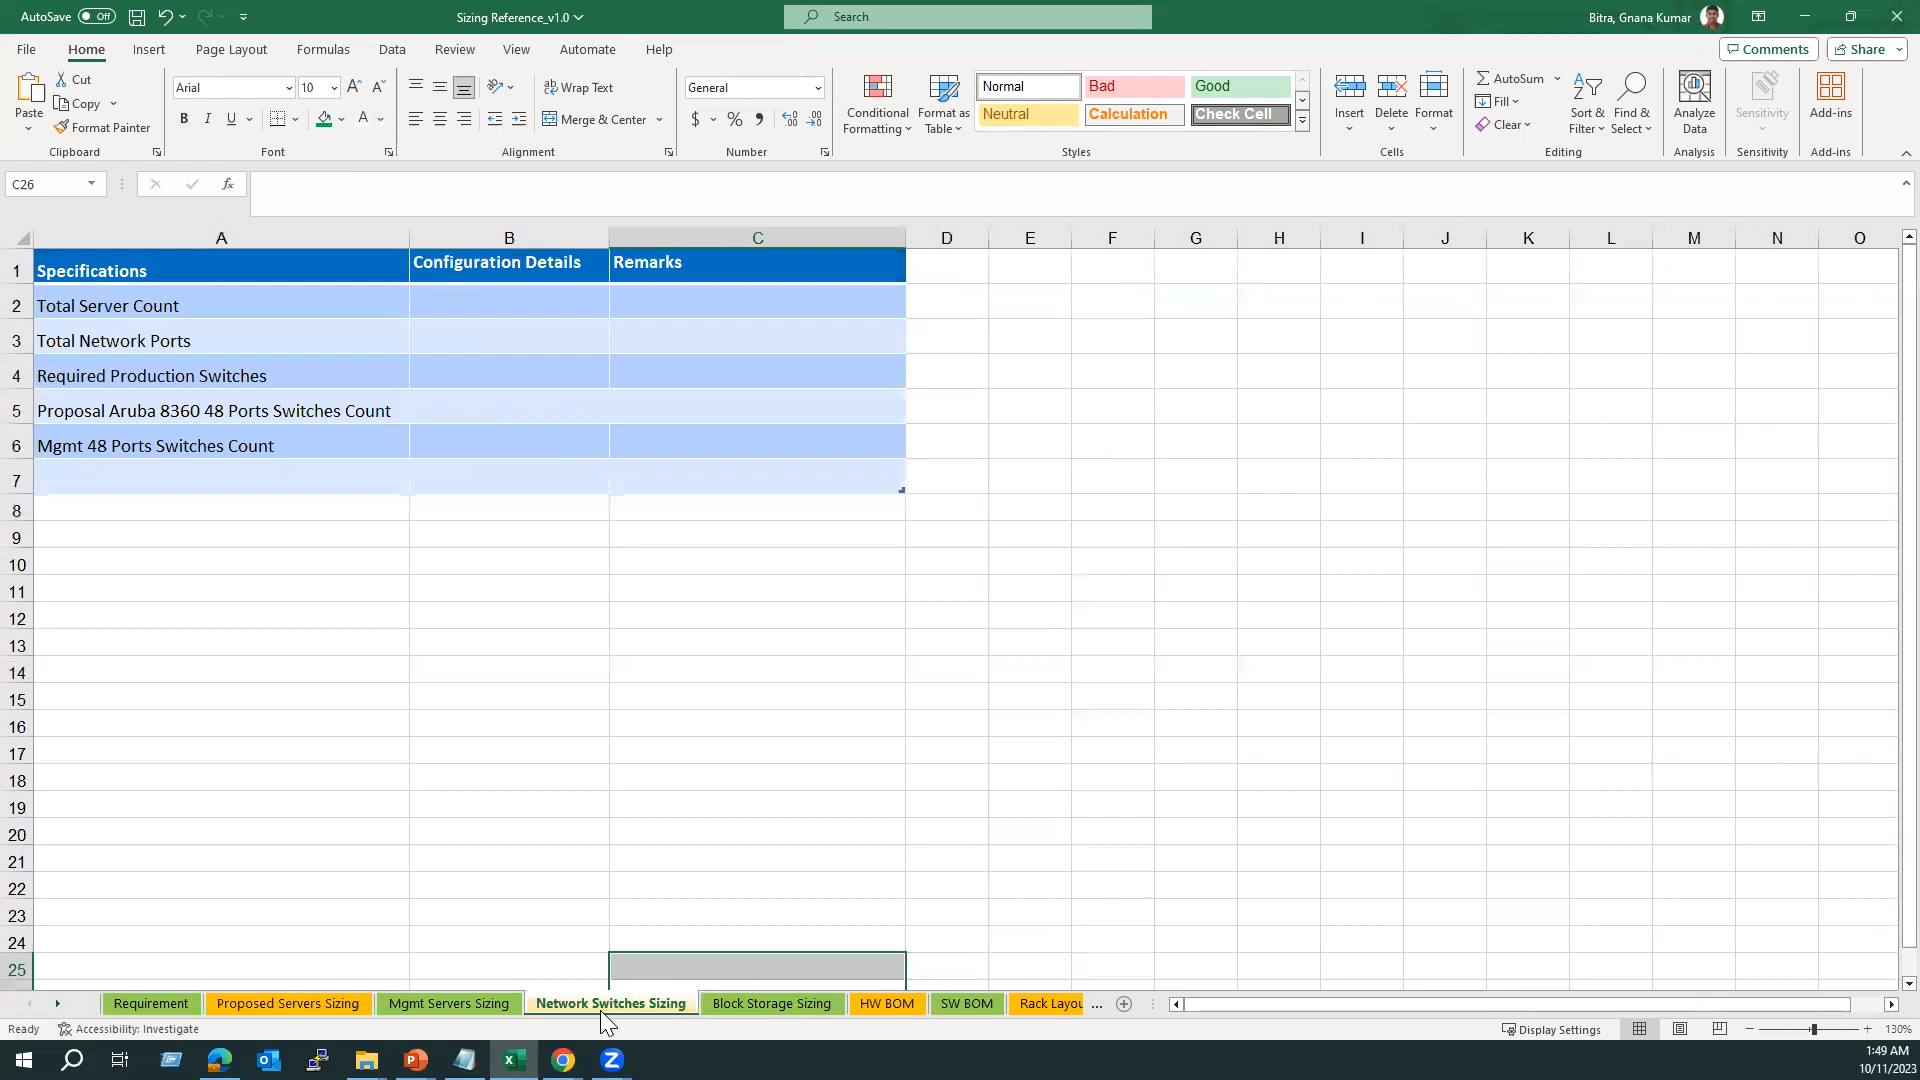 AutoSave Off Sizing Reference_v1.0 Search Bitra, Gnana Kumar
File Home Insert Page Layout Formulas Data Review View Automate Help Comments Share
Paste Cut Copy Format Painter Clipboard
Arial 10 B I U A Font
Wrap Text Merge & Center Alignment
General $ % Number
Conditional Formatting Format as Table Normal Bad Good Neutral Calculation Check Cell Styles
Insert Delete Format Cells
AutoSum Fill Clear Sort & Filter Find & Select Editing
Analyze Data Analysis
Sensitivity Sensitivity
Add-ins Add-ins
C26 fx
A B C D E F G H I J K L M N O
1 Specifications Configuration Details Remarks
2 Total Server Count
3 Total Network Ports
4 Required Production Switches
5 Proposal Aruba 8360 48 Ports Switches Count
6 Mgmt 48 Ports Switches Count
7
8
9
10
11
12
13
14
15
16
17
18
19
20
21
22
23
24
25
Requirement Proposed Servers Sizing Mgmt Servers Sizing Network Switches Sizing Block Storage Sizing HW BOM SW BOM Rack Layou ...
Ready Accessibility: Investigate Display Settings 130%
1:49 AM
10/11/2023